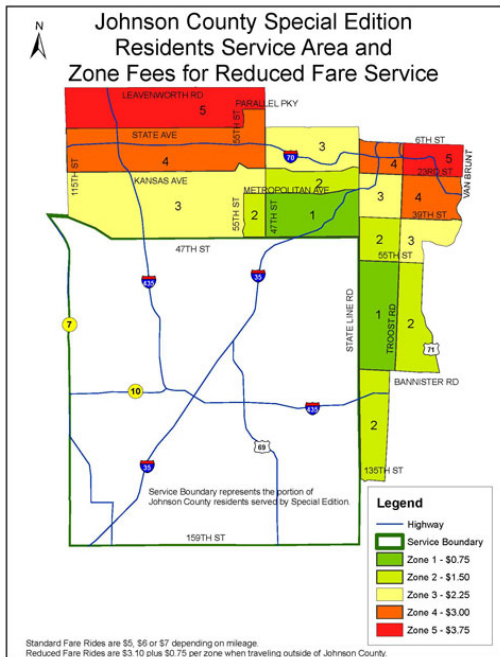 Johnson County Special Edition
Residents Service Area and
Zone Fees for Reduced Fare Service
N
LEAVENWORTH RD
5
PARALLEL PKY
55TH ST
STATE AVE
6TH ST
3
70
4
4
5
23RD ST
VAN BRUNT
115TH ST
KANSAS AVE
2
METROPOLITAN AVE
3
55TH ST
2
47TH ST
1
3
4
39TH ST
47TH ST
2
3
55TH ST
435
35
STATE LINE RD
7
1
TROOST RD
2
71
10
BANNISTER RD
435
2
69
35
135TH ST
Service Boundary represents the portion of
Johnson County residents served by Special Edition.
159TH ST
Legend
Highway
Service Boundary
Zone 1 - $0.75
Zone 2 - $1.50
Zone 3 - $2.25
Zone 4 - $3.00
Zone 5 - $3.75
Standard Fare Rides are $5, $6 or $7 depending on mileage.
Reduced Fare Rides are $3.10 plus $0.75 per zone when traveling outside of Johnson County.